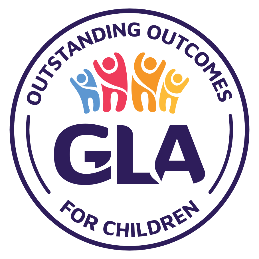 OUTSTANDING OUTCOMES
GLA
FOR CHILDREN